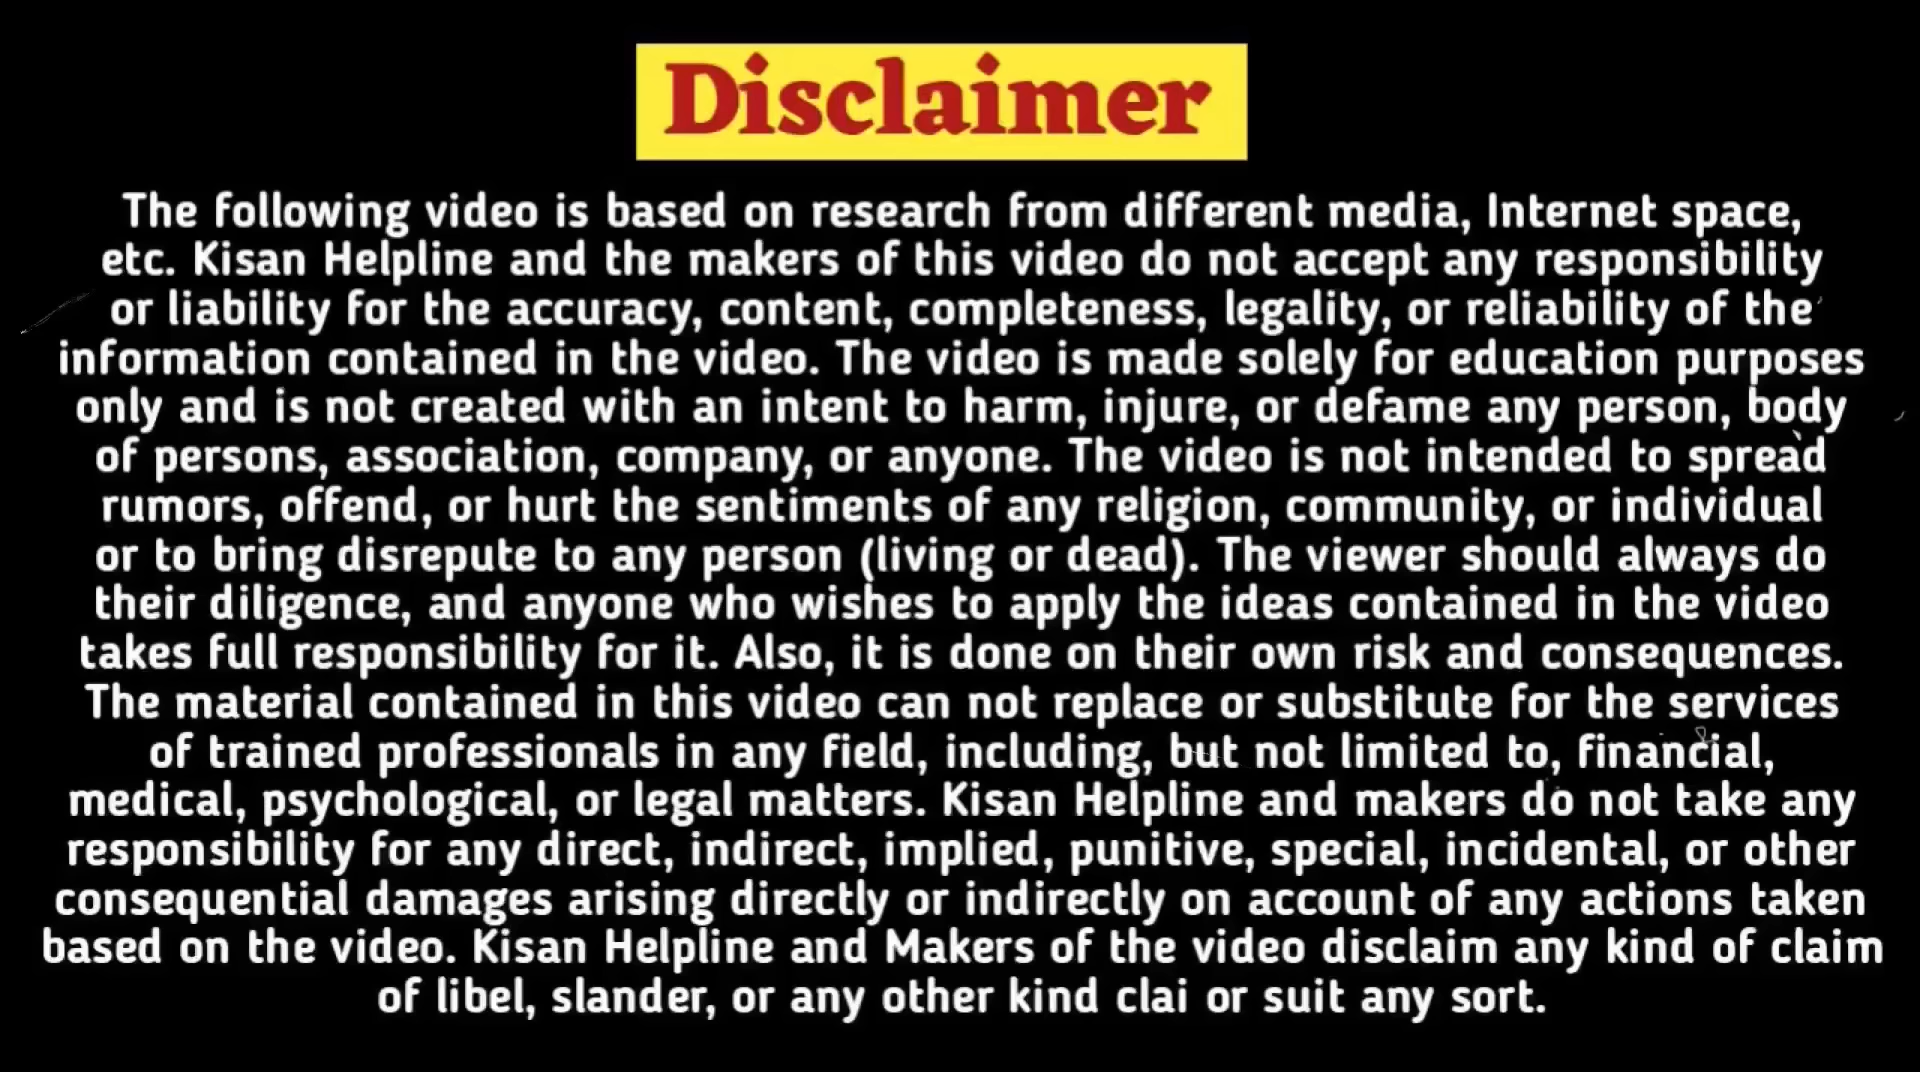 Disclaimer
The following video is based on research from different media, Internet space,
etc. Kisan Helpline and the makers of this video do not accept any responsibility
or liability for the accuracy, content, completeness, legality, or reliability of the
information contained in the video. The video is made solely for education purposes
only and is not created with an intent to harm, injure, or defame any person, body
of persons, association, company, or anyone. The video is not intended to spread
rumors, offend, or hurt the sentiments of any religion, community, or individual
or to bring disrepute to any person (living or dead). The viewer should always do
their diligence, and anyone who wishes to apply the ideas contained in the video
takes full responsibility for it. Also, it is done on their own risk and consequences.
The material contained in this video can not replace or substitute for the services
of trained professionals in any field, including, but not limited to, financial,
medical, psychological, or legal matters. Kisan Helpline and makers do not take any
responsibility for any direct, indirect, implied, punitive, special, incidental, or other
consequential damages arising directly or indirectly on account of any actions taken
based on the video. Kisan Helpline and Makers of the video disclaim any kind of claim
of libel, slander, or any other kind clai or suit any sort.